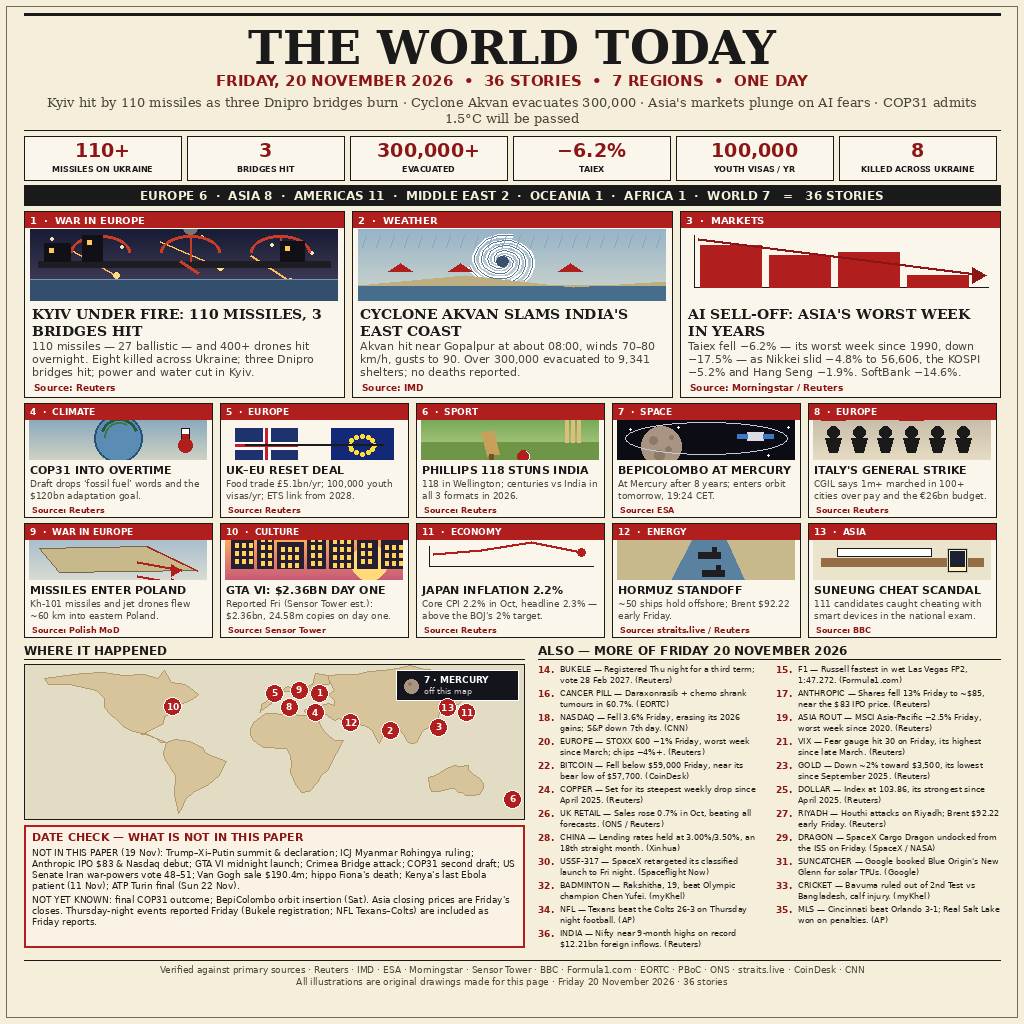 THE WORLD TODAY
FRIDAY, 20 NOVEMBER 2026 • 36 STORIES • 7 REGIONS • ONE DAY
Kyiv hit by 110 missiles as three Dnipro bridges burn · Cyclone Akvan evacuates 300,000 · Asia's markets plunge on AI fears · COP31 admits
1.5°C will be passed
110+
MISSILES ON UKRAINE
3
BRIDGES HIT
300,000+
EVACUATED
−6.2%
TAIEX
100,000
YOUTH VISAS / YR
8
KILLED ACROSS UKRAINE
EUROPE 6 · ASIA 8 · AMERICAS 11 · MIDDLE EAST 2 · OCEANIA 1 · AFRICA 1 · WORLD 7 = 36 STORIES
1 · WAR IN EUROPE
KYIV UNDER FIRE: 110 MISSILES, 3
BRIDGES HIT
110 missiles — 27 ballistic — and 400+ drones hit
overnight. Eight killed across Ukraine; three Dnipro
bridges hit; power and water cut in Kyiv.
Source: Reuters
2 · WEATHER
CYCLONE AKVAN SLAMS INDIA'S
EAST COAST
Akvan hit near Gopalpur at about 08:00, winds 70–80
km/h, gusts to 90. Over 300,000 evacuated to 9,341
shelters; no deaths reported.
Source: IMD
3 · MARKETS
AI SELL-OFF: ASIA'S WORST WEEK
IN YEARS
Taiex fell −6.2% — its worst week since 1990, down
−17.5% — as Nikkei slid −4.8% to 56,606, the KOSPI
−5.2% and Hang Seng −1.9%. SoftBank −14.6%.
Source: Morningstar / Reuters
4 · CLIMATE
COP31 INTO OVERTIME
Draft drops ‘fossil fuel’ words and the
$120bn adaptation goal.
Source: Reuters
5 · EUROPE
UK–EU RESET DEAL
Food trade £5.1bn/yr; 100,000 youth
visas/yr; ETS link from 2028.
Source: Reuters
6 · SPORT
PHILLIPS 118 STUNS INDIA
118 in Wellington; centuries vs India in
all 3 formats in 2026.
Source: Reuters
7 · SPACE
BEPICOLOMBO AT MERCURY
At Mercury after 8 years; enters orbit
tomorrow, 19:24 CET.
Source: ESA
8 · EUROPE
ITALY'S GENERAL STRIKE
CGIL says 1m+ marched in 100+
cities over pay and the €26bn budget.
Source: Reuters
9 · WAR IN EUROPE
MISSILES ENTER POLAND
Kh-101 missiles and jet drones flew
~60 km into eastern Poland.
Source: Polish MoD
10 · CULTURE
GTA VI: $2.36BN DAY ONE
Reported Fri (Sensor Tower est.):
$2.36bn, 24.58m copies on day one.
Source: Sensor Tower
11 · ECONOMY
JAPAN INFLATION 2.2%
Core CPI 2.2% in Oct, headline 2.3% —
above the BOJ's 2% target.
Source: Reuters
12 · ENERGY
HORMUZ STANDOFF
~50 ships hold offshore; Brent $92.22
early Friday.
Source: straits.live / Reuters
13 · ASIA
SUNEUNG CHEAT SCANDAL
111 candidates caught cheating with
smart devices in the national exam.
Source: BBC
WHERE IT HAPPENED
7 · MERCURY
off this map
10
5
9
1
8
4
12
2
13
11
3
6
DATE CHECK — WHAT IS NOT IN THIS PAPER
NOT IN THIS PAPER (19 Nov): Trump–Xi–Putin summit & declaration; ICJ Myanmar Rohingya ruling;
Anthropic IPO $83 & Nasdaq debut; GTA VI midnight launch; Crimea Bridge attack; COP31 second draft; US
Senate Iran war-powers vote 48–51; Van Gogh sale $190.4m; hippo Fiona's death; Kenya's last Ebola
patient (11 Nov); ATP Turin final (Sun 22 Nov).
NOT YET KNOWN: final COP31 outcome; BepiColombo orbit insertion (Sat). Asia closing prices are Friday's
closes. Thursday-night events reported Friday (Bukele registration; NFL Texans–Colts) are included as
Friday reports.
ALSO — MORE OF FRIDAY 20 NOVEMBER 2026
14. BUKELE — Registered Thu night for a third term;
vote 28 Feb 2027. (Reuters)
15. F1 — Russell fastest in wet Las Vegas FP2,
1:47.272. (Formula1.com)
16. CANCER PILL — Daraxonrasib + chemo shrank
tumours in 60.7%. (EORTC)
17. ANTHROPIC — Shares fell 13% Friday to ~$85,
near the $83 IPO price. (Reuters)
18. NASDAQ — Fell 3.6% Friday, erasing its 2026
gains; S&P down 7th day. (CNN)
19. ASIA ROUT — MSCI Asia-Pacific −2.5% Friday,
worst week since 2020. (Reuters)
20. EUROPE — STOXX 600 −1% Friday, worst week
since March; chips −4%+. (Reuters)
21. VIX — Fear gauge hit 30 on Friday, its highest
since late March. (Reuters)
22. BITCOIN — Fell below $59,000 Friday, near its
bear low of $57,700. (CoinDesk)
23. GOLD — Down ~2% toward $3,500, its lowest
since September 2025. (Reuters)
24. COPPER — Set for its steepest weekly drop since
April 2025. (Reuters)
25. DOLLAR — Index at 103.86, its strongest since
April 2025. (Reuters)
26. UK RETAIL — Sales rose 0.7% in Oct, beating all
forecasts. (ONS / Reuters)
27. RIYADH — Houthi attacks on Riyadh; Brent $92.22
early Friday. (Reuters)
28. CHINA — Lending rates held at 3.00%/3.50%, an
18th straight month. (Xinhua)
29. DRAGON — SpaceX Cargo Dragon undocked from
the ISS on Friday. (SpaceX / NASA)
30. USSF-317 — SpaceX retargeted its classified
launch to Fri night. (Spaceflight Now)
31. SUNCATCHER — Google booked Blue Origin's New
Glenn for solar TPUs. (Google)
32. BADMINTON — Rakshitha, 19, beat Olympic
champion Chen Yufei. (myKhel)
33. CRICKET — Bavuma ruled out of 2nd Test vs
Bangladesh, calf injury. (myKhel)
34. NFL — Texans beat the Colts 26-3 on Thursday
night football. (AP)
35. MLS — Cincinnati beat Orlando 3-1; Real Salt Lake
won on penalties. (AP)
36. INDIA — Nifty near 9-month highs on record
$12.21bn foreign inflows. (Reuters)
Verified against primary sources · Reuters · IMD · ESA · Morningstar · Sensor Tower · BBC · Formula1.com · EORTC · PBoC · ONS · straits.live · CoinDesk · CNN
All illustrations are original drawings made for this page · Friday 20 November 2026 · 36 stories